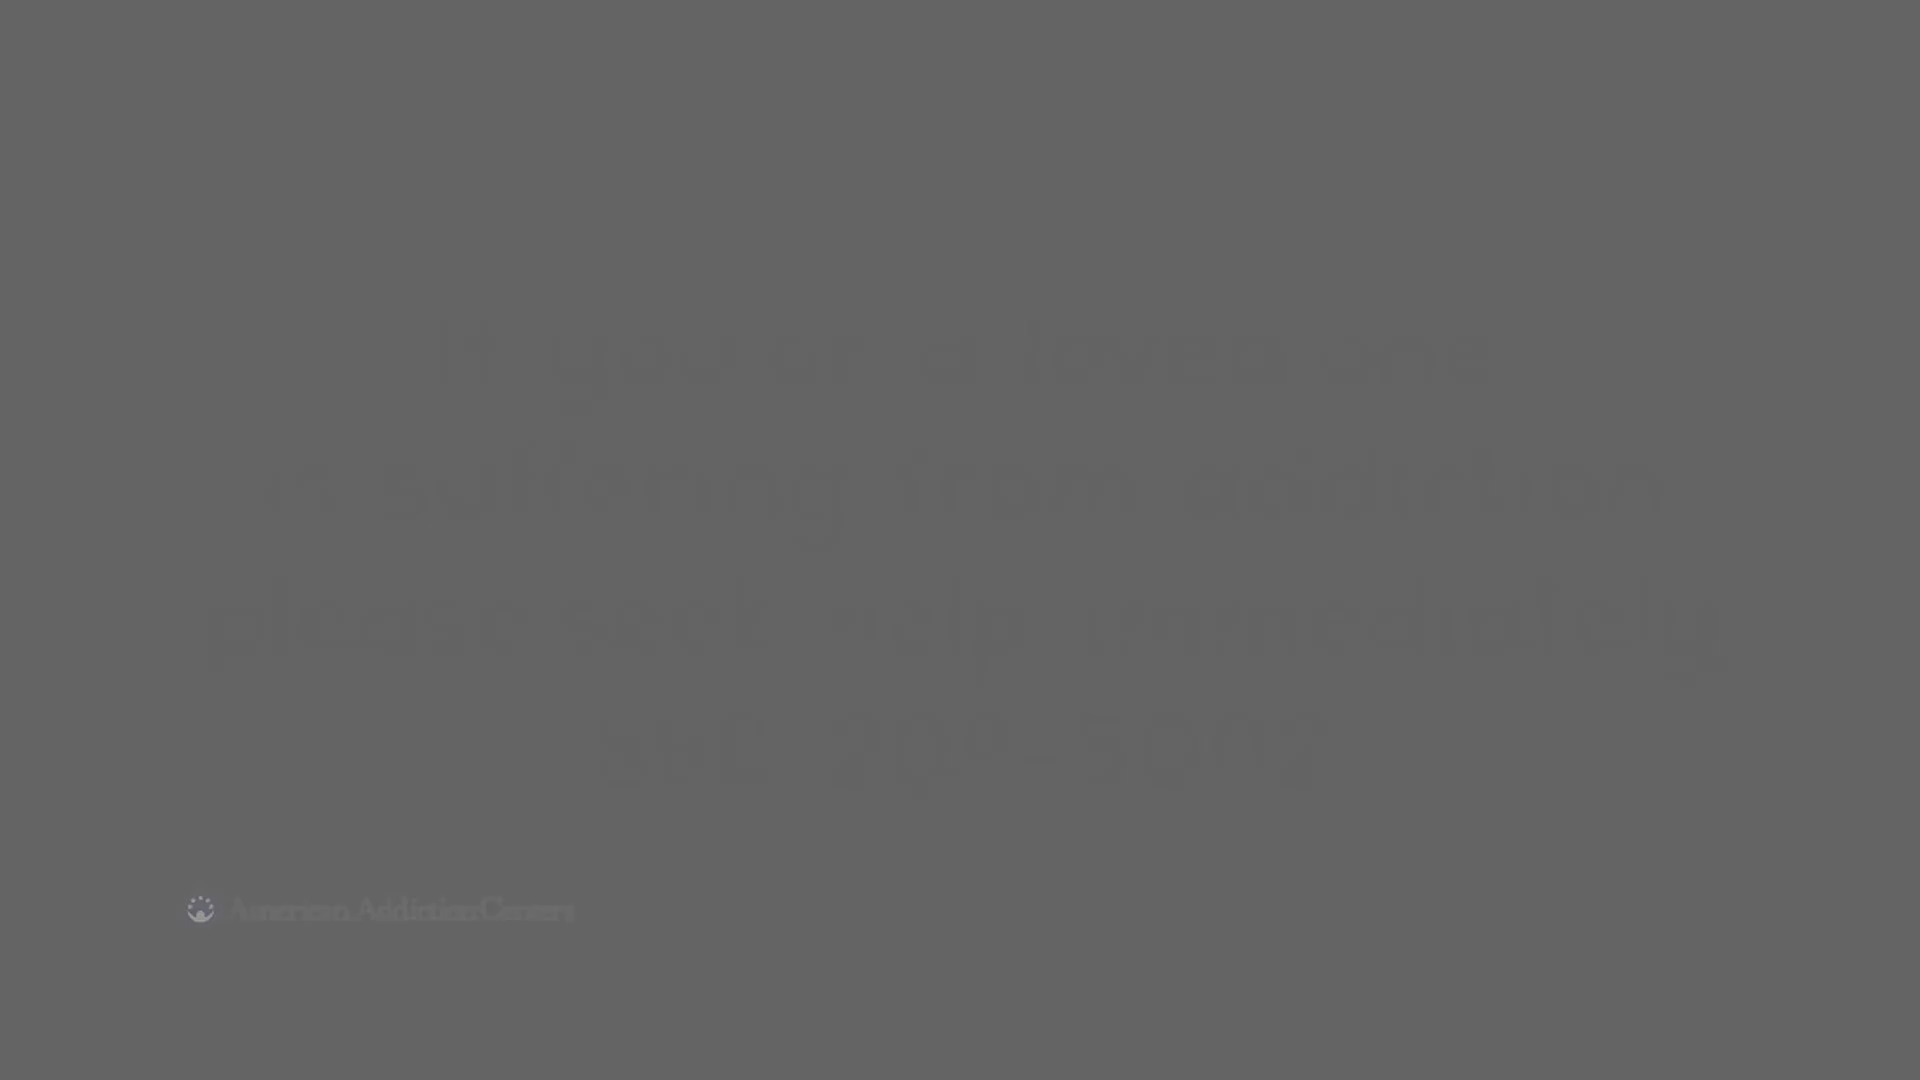 If you or a loved one
is suffering from addiction
please seek help immediately
American Addiction Centers